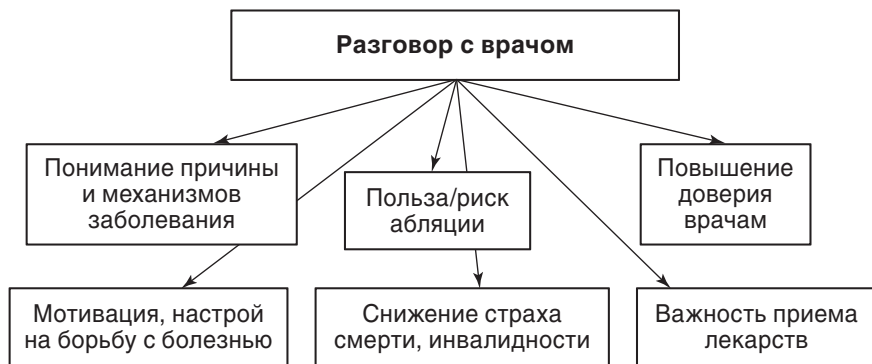 Разговор с врачом
Понимание причины
и механизмов
заболевания
Польза/риск
абляции
Повышение
доверия
врачам
Мотивация, настрой
на борьбу с болезнью
Снижение страха
смерти, инвалидности
Важность приема
лекарств